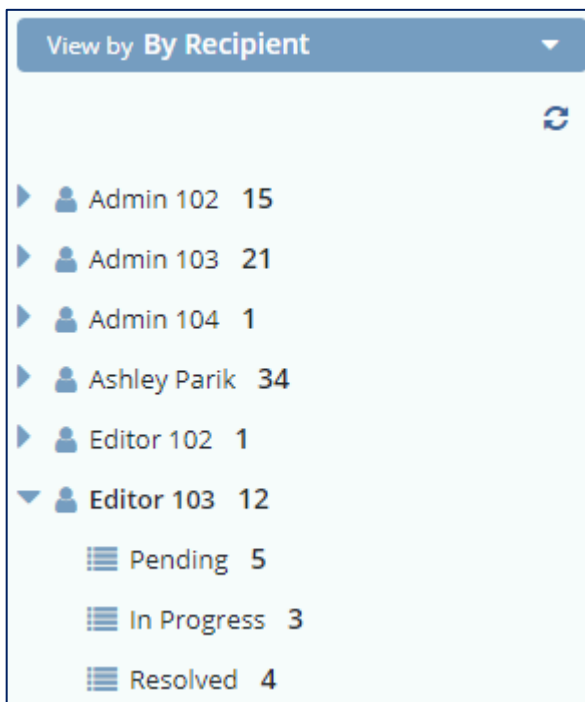 View by By Recipient
Admin 102 15
Admin 103 21
Admin 104 1
Ashley Parik 34
Editor 102 1
Editor 103 12
Pending 5
In Progress 3
Resolved 4